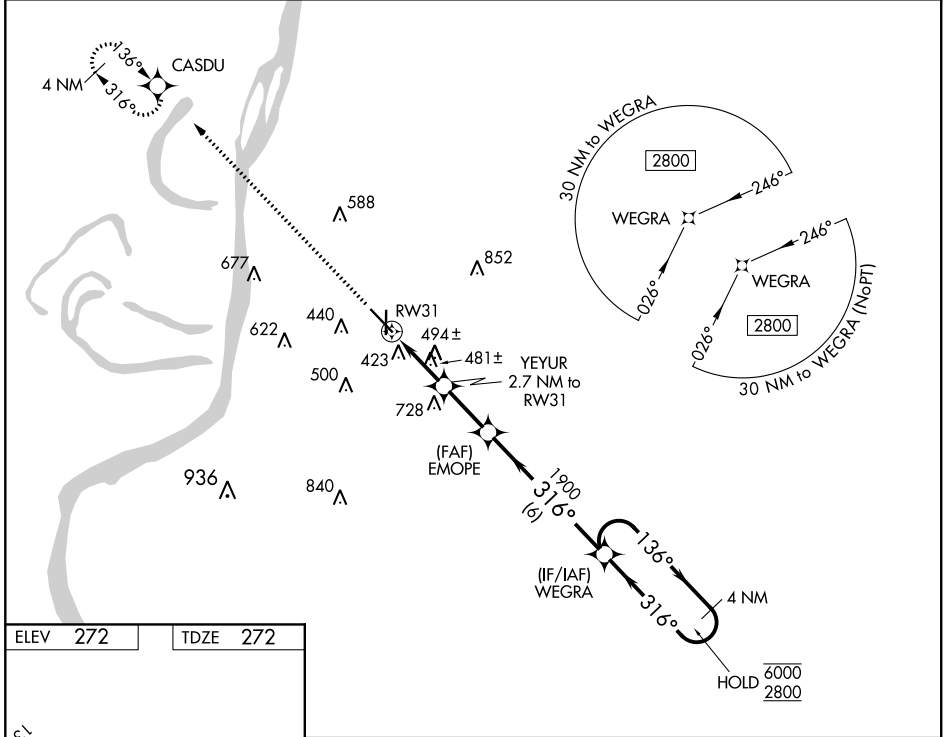 136°
CASDU
4 NM
316°
30 NM to WEGRA
2800
246°
WEGRA
026°
246°
WEGRA
026°
2800
30 NM to WEGRA (NoPT)
588
852
677
RW31
440
494±
622
423
481±
YEYUR
2.7 NM to
RW31
500
728
(FAF)
EMOPE
936
840
1900
316°
(6)
136°
(IF/IAF)
WEGRA
4 NM
316°
HOLD 6000
2800
ELEV 272
TDZE 272